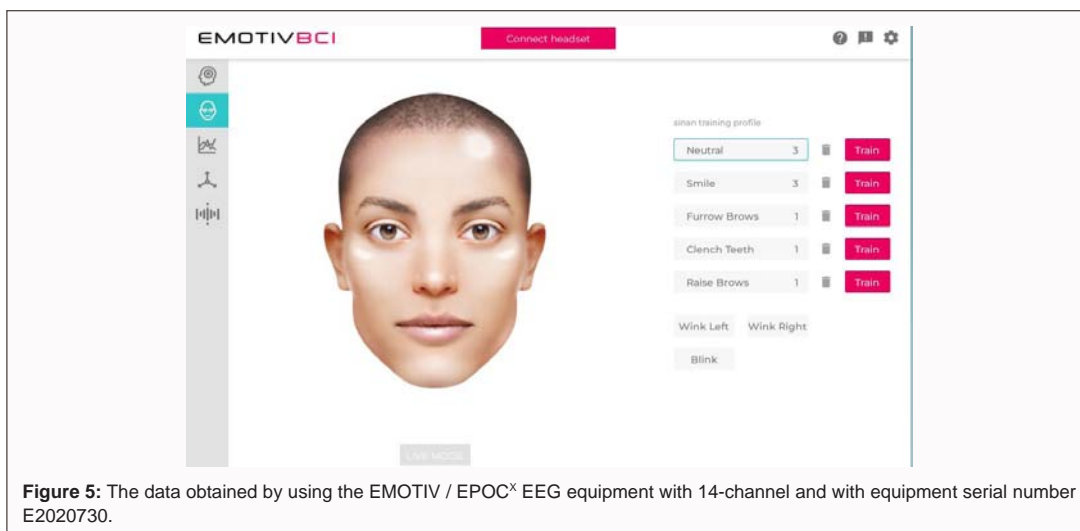 EMOTIVBCI
Connect headset
sinan training profile
Neutral 3 Train
Smile 3 Train
Furrow Brows 1 Train
Clench Teeth 1 Train
Raise Brows 1 Train
Wink Left Wink Right
Blink
LIVE MODE
Figure 5: The data obtained by using the EMOTIV / EPOCˣ EEG equipment with 14-channel and with equipment serial number
E2020730.